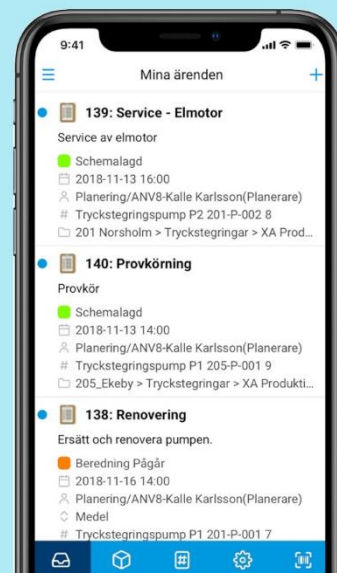 9:41
Mina ärenden
139: Service - Elmotor
Service av elmotor
Schemalagd
2018-11-13 16:00
Planering/ANV8-Kalle Karlsson(Planerare)
# Tryckstegringspump P2 201-P-002 8
201 Norsholm > Tryckstegringar > XA Prod...
140: Provkörning
Provkör
Schemalagd
2018-11-13 14:00
Planering/ANV8-Kalle Karlsson(Planerare)
# Tryckstegringspump P1 205-P-001 9
205_Ekeby > Tryckstegringar > XA Produkti...
138: Renovering
Ersätt och renovera pumpen.
Beredning Pågår
2018-11-16 14:00
Planering/ANV8-Kalle Karlsson(Planerare)
Medel
# Tryckstegringspump P1 201-P-001 7